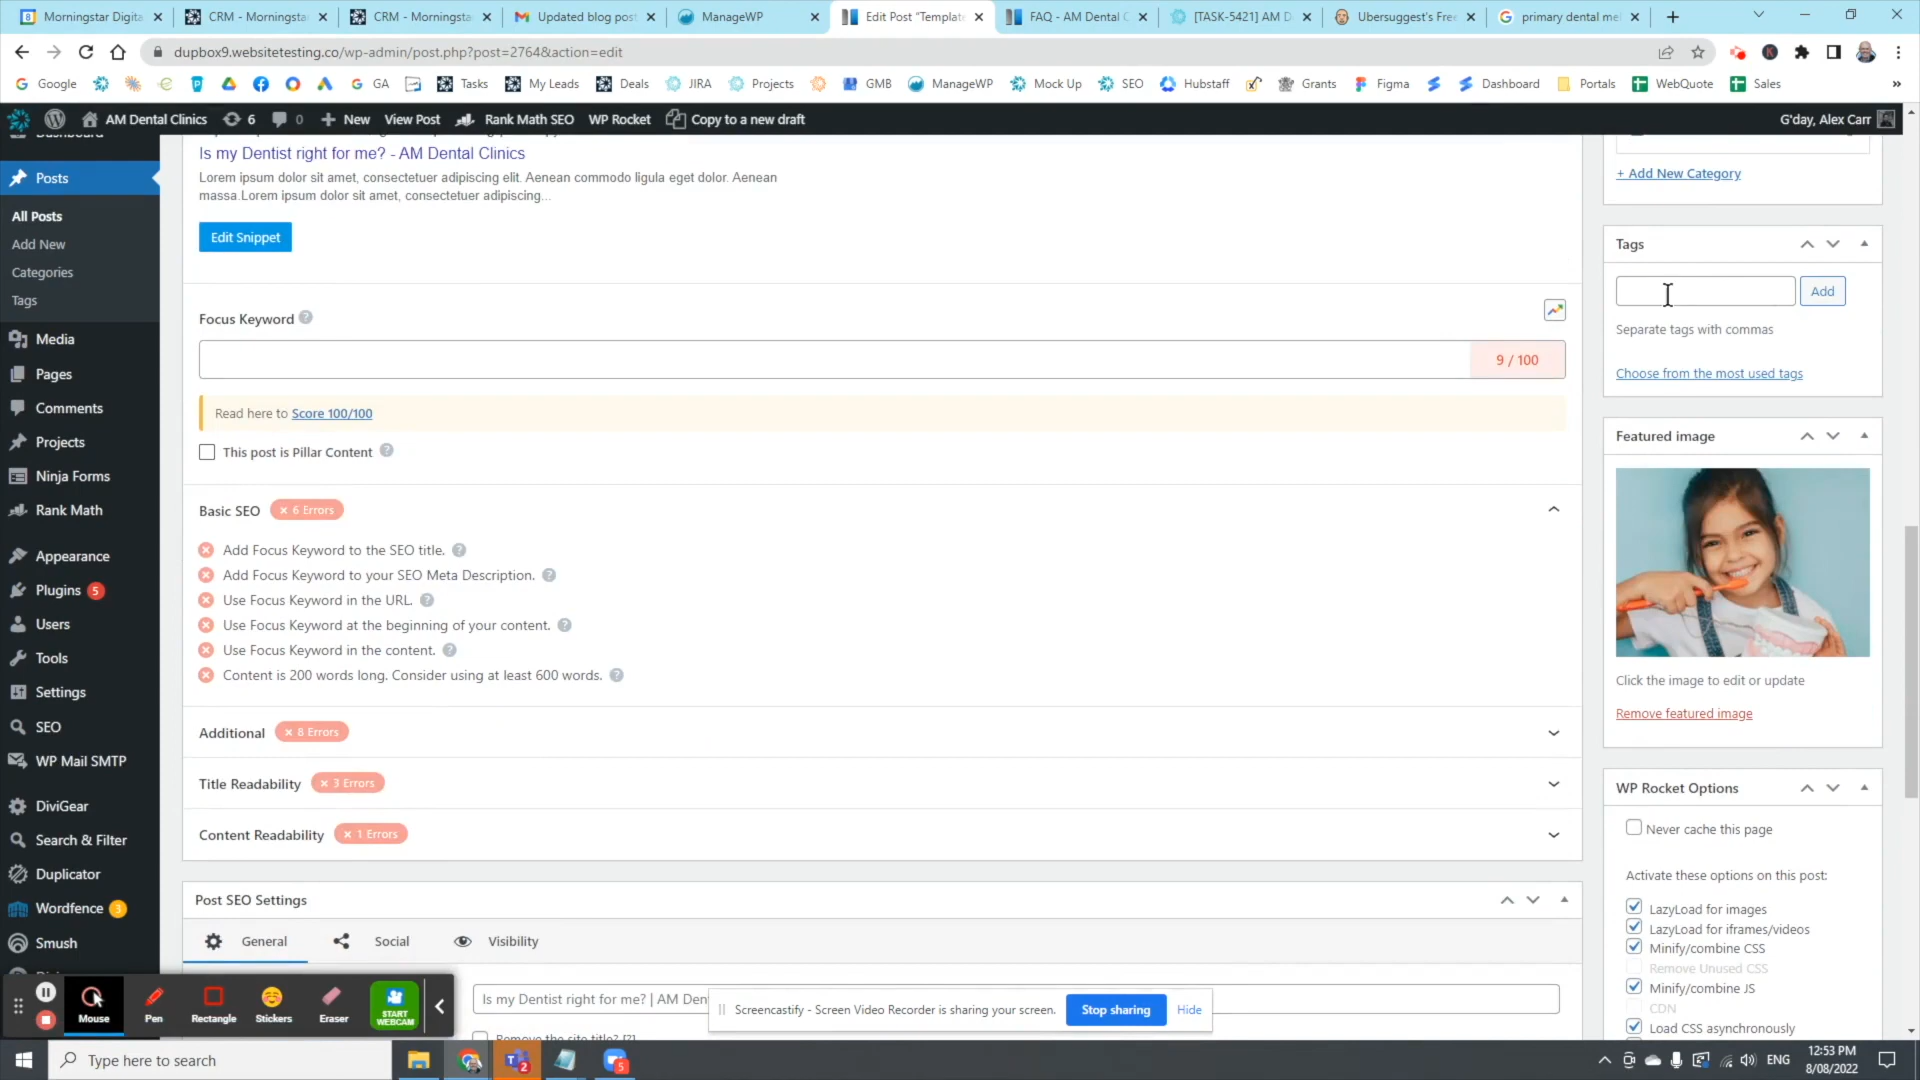 Morningstar Digita
CRM - Morningsta
CRM - Morningsta
Updated blog post
ManageWP
Edit Post "Templat
FAQ - AM Dental C
[TASK-5421] AM D
Ubersuggest's Free
primary dental me
dupbox9.websitetesting.co/wp-admin/post.php?post=2764&action=edit
Google
GA
Tasks
My Leads
Deals
JIRA
Projects
GMB
ManageWP
Mock Up
SEO
Hubstaff
Grants
Figma
Dashboard
Portals
WebQuote
Sales
AM Dental Clinics
6
0
New
View Post
Rank Math SEO
WP Rocket
Copy to a new draft
G'day, Alex Carr
Dashboard
Posts
All Posts
Add New
Categories
Tags
Media
Pages
Comments
Projects
Ninja Forms
Rank Math
Appearance
Plugins 5
Users
Tools
Settings
SEO
WP Mail SMTP
DiviGear
Search & Filter
Duplicator
Wordfence 3
Smush
Is my Dentist right for me? - AM Dental Clinics
Lorem ipsum dolor sit amet, consectetuer adipiscing elit. Aenean commodo ligula eget dolor. Aenean
massa.Lorem ipsum dolor sit amet, consectetuer adipiscing...
Edit Snippet
Focus Keyword
9 / 100
Read here to Score 100/100
This post is Pillar Content
Basic SEO × 6 Errors
Add Focus Keyword to the SEO title.
Add Focus Keyword to your SEO Meta Description.
Use Focus Keyword in the URL.
Use Focus Keyword at the beginning of your content.
Use Focus Keyword in the content.
Content is 200 words long. Consider using at least 600 words.
Additional × 8 Errors
Title Readability × 3 Errors
Content Readability × 1 Errors
Post SEO Settings
General
Social
Visibility
Is my Dentist right for me? | AM Den
Remove the site title? [?]
+ Add New Category
Tags
Add
Separate tags with commas
Choose from the most used tags
Featured image
Click the image to edit or update
Remove featured image
WP Rocket Options
Never cache this page
Activate these options on this post:
LazyLoad for images
LazyLoad for iframes/videos
Minify/combine CSS
Remove Unused CSS
Minify/combine JS
CDN
Load CSS asynchronously
Mouse
Pen
Rectangle
Stickers
Eraser
START
WEBCAM
Screencastify - Screen Video Recorder is sharing your screen.
Stop sharing
Hide
Type here to search
2
5
ENG
12:53 PM
8/08/2022